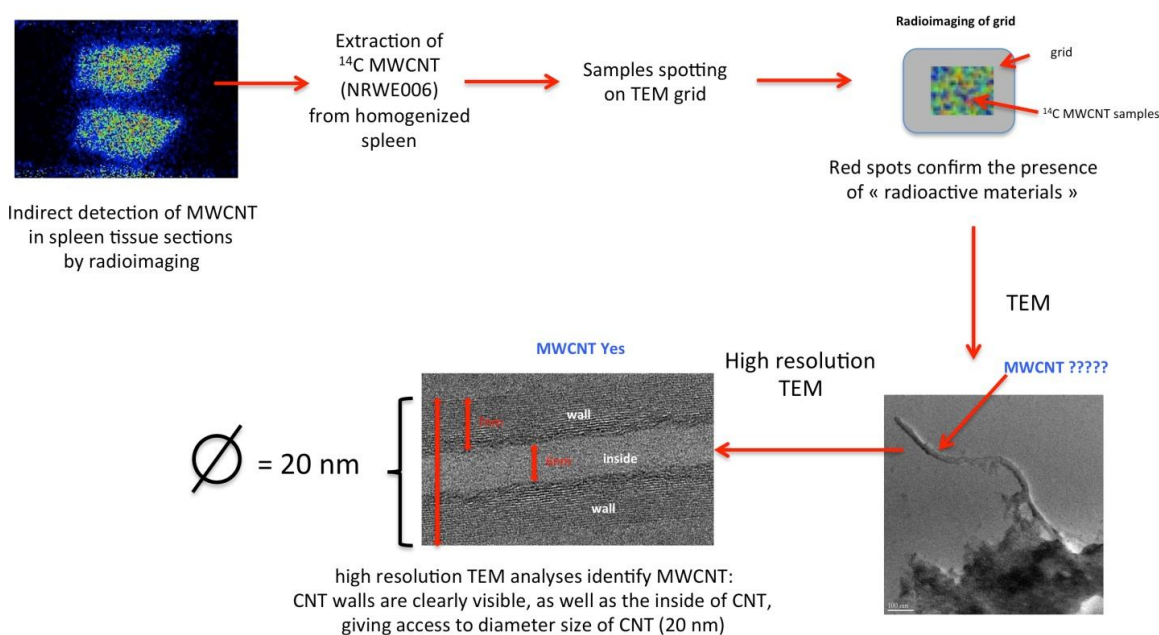 Indirect detection of MWCNT
in spleen tissue sections
by radioimaging
Extraction of
¹⁴C MWCNT
(NRWE006)
from homogenized
spleen
Samples spotting
on TEM grid
Radioimaging of grid
grid
¹⁴C MWCNT samples
Red spots confirm the presence
of « radioactive materials »
TEM
MWCNT ?????
100 nm
High resolution
TEM
MWCNT Yes
wall
inside
wall
∅ = 20 nm
high resolution TEM analyses identify MWCNT:
CNT walls are clearly visible, as well as the inside of CNT,
giving access to diameter size of CNT (20 nm)